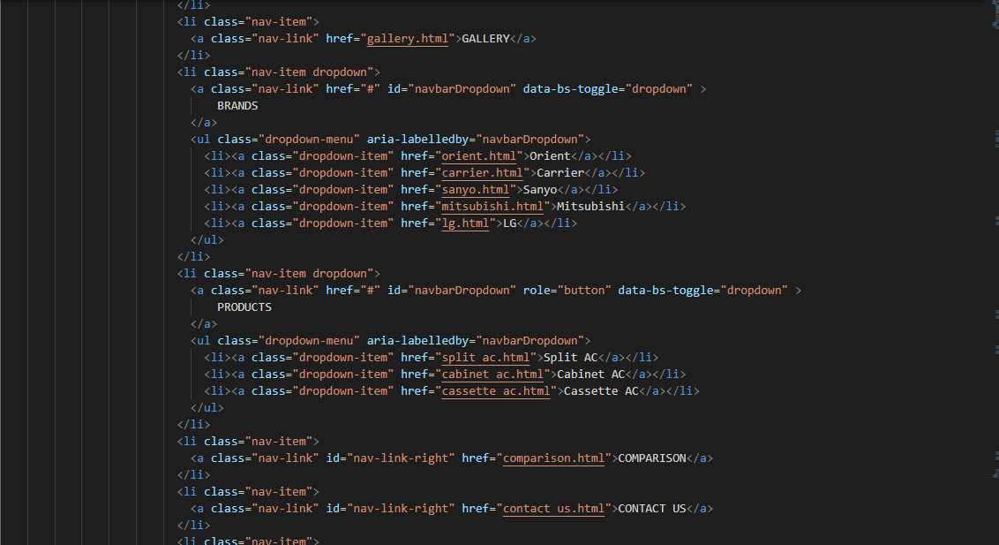 </li>
<li class="nav-item">
<a class="nav-link" href="gallery.html">GALLERY</a>
</li>
<li class="nav-item dropdown">
<a class="nav-link" href="#" id="navbarDropdown" data-bs-toggle="dropdown" >
BRANDS
</a>
<ul class="dropdown-menu" aria-labelledby="navbarDropdown">
<li><a class="dropdown-item" href="orient.html">Orient</a></li>
<li><a class="dropdown-item" href="carrier.html">Carrier</a></li>
<li><a class="dropdown-item" href="sanyo.html">Sanyo</a></li>
<li><a class="dropdown-item" href="mitsubishi.html">Mitsubishi</a></li>
<li><a class="dropdown-item" href="lg.html">LG</a></li>
</ul>
</li>
<li class="nav-item dropdown">
<a class="nav-link" href="#" id="navbarDropdown" role="button" data-bs-toggle="dropdown" >
PRODUCTS
</a>
<ul class="dropdown-menu" aria-labelledby="navbarDropdown">
<li><a class="dropdown-item" href="split ac.html">Split AC</a></li>
<li><a class="dropdown-item" href="cabinet ac.html">Cabinet AC</a></li>
<li><a class="dropdown-item" href="cassette ac.html">Cassette AC</a></li>
</ul>
</li>
<li class="nav-item">
<a class="nav-link" id="nav-link-right" href="comparison.html">COMPARISON</a>
</li>
<li class="nav-item">
<a class="nav-link" id="nav-link-right" href="contact us.html">CONTACT US</a>
</li>
<li class="nav-item">